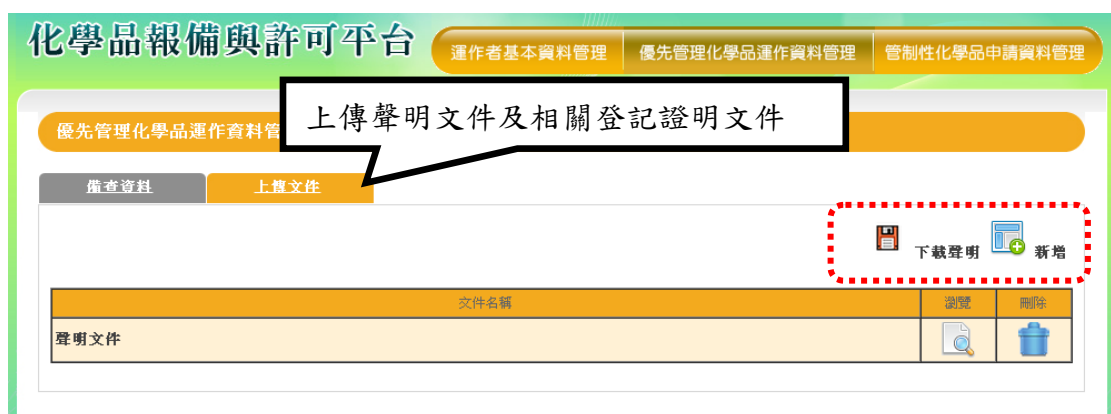 化學品報備與許可平台
運作者基本資料管理 優先管理化學品運作資料管理 管制性化學品申請資料管理
上傳聲明文件及相關登記證明文件
優先管理化學品運作資料管
備查資料 上傳文件
下載聲明 新增
文件名稱 瀏覽 刪除
聲明文件